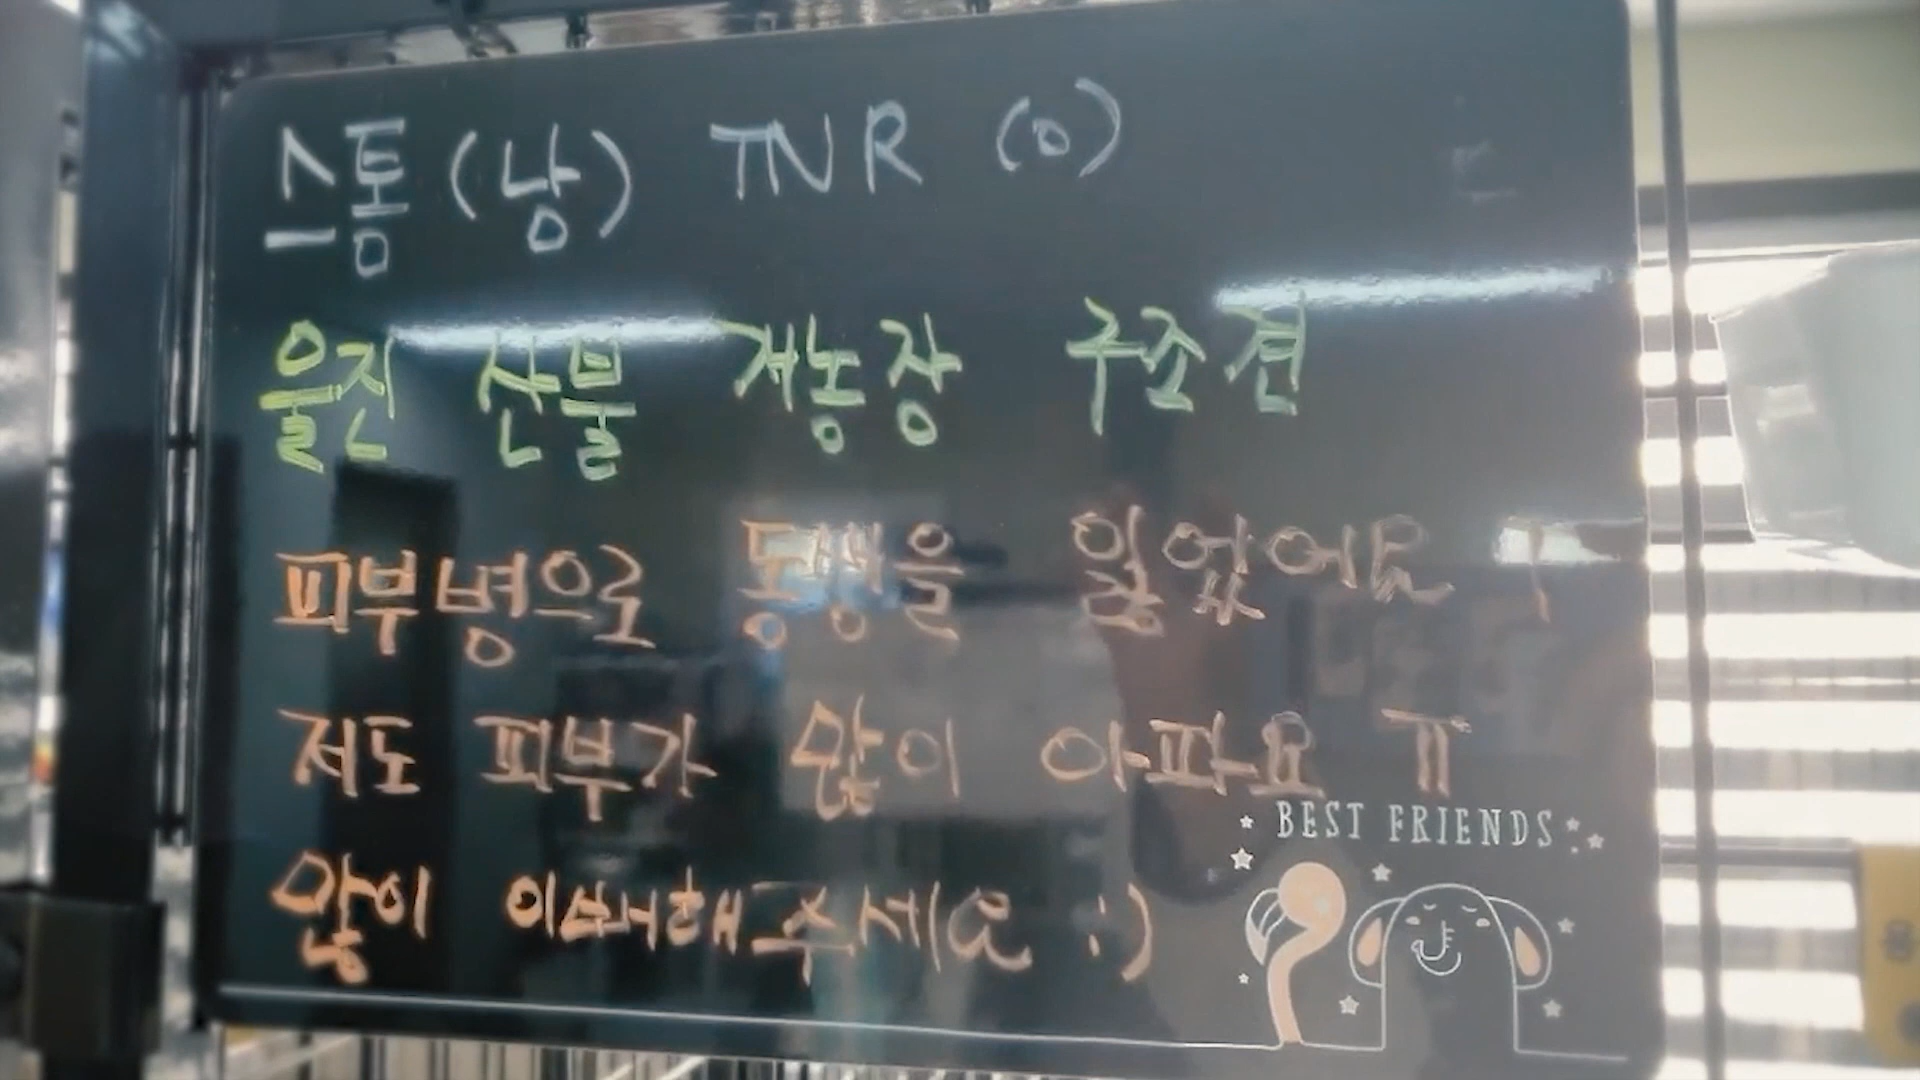 스톰 (남) TNR (o)
울진 산불 개농장 구조견
피부병으로 동생을 잃었어요
저도 피부가 많이 아파요 ㅠ
많이 이뻐해주세요 :)
BEST FRIENDS